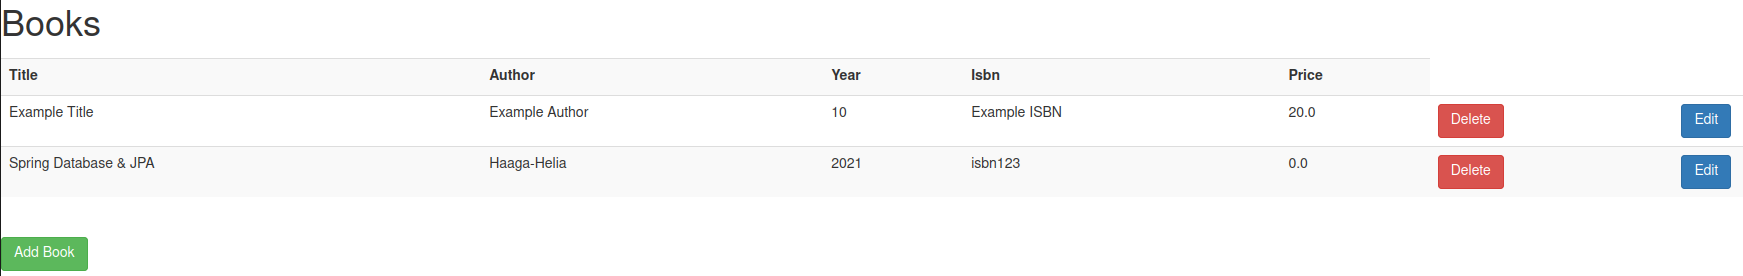 Books
Title Author Year Isbn Price
Example Title Example Author 10 Example ISBN 20.0 Delete Edit
Spring Database & JPA Haaga-Helia 2021 isbn123 0.0 Delete Edit
Add Book